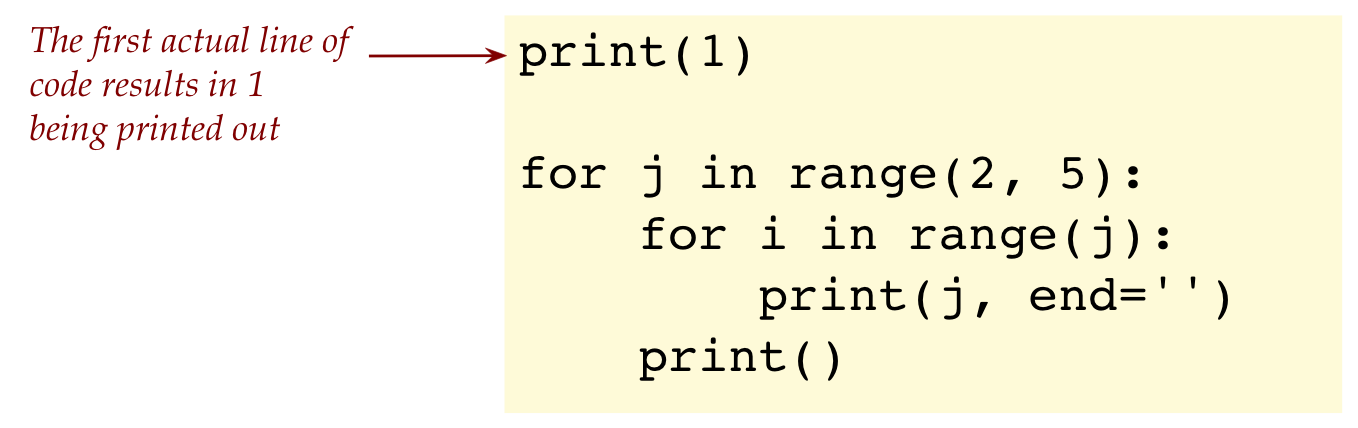 The first actual line of
code results in 1
being printed out
print(1)
for j in range(2, 5):
    for i in range(j):
        print(j, end='')
    print()